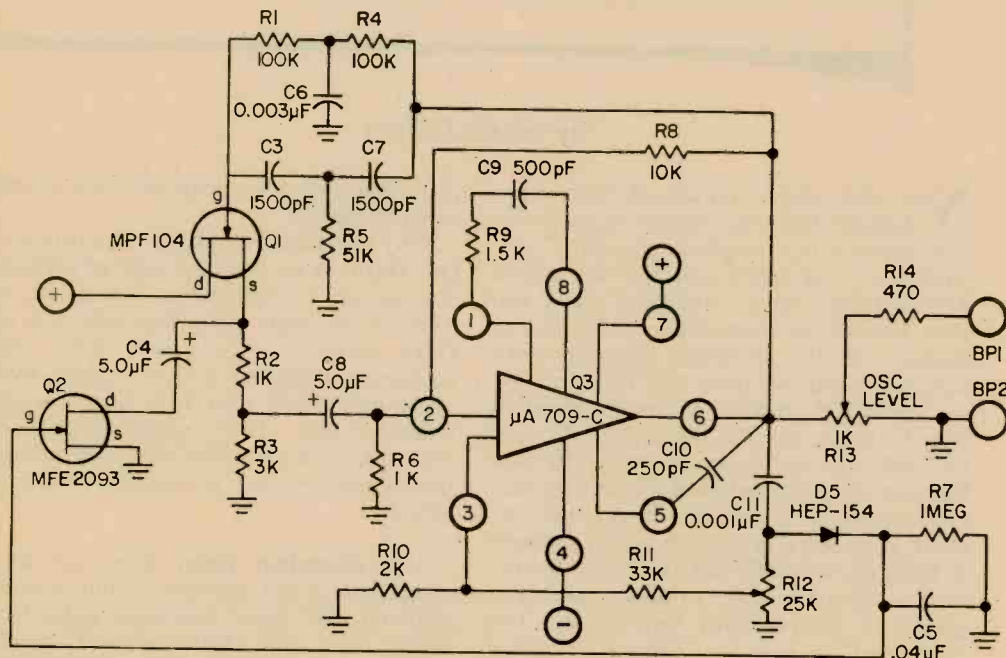 R1
100K
R4
100K
C6
0.003µF
R8
10K
C3
1500pF
C7
1500pF
C9 500pF
g
MPF104
Q1
d
s
R5
51K
R9
1.5K
8
+
7
1
+
R14
470
BP1
C4
5.0µF
+
R2
1K
C8
5.0µF
+
Q3
µA 709-C
2
6
OSC
LEVEL
1K
R13
BP2
Q2
g
d
s
MFE2093
R3
3K
R6
1K
3
C10
250pF
5
C11
0.001µF
D5
HEP-154
R7
1MEG
4
R10
2K
R11
33K
R12
25K
−
C5
.04µF